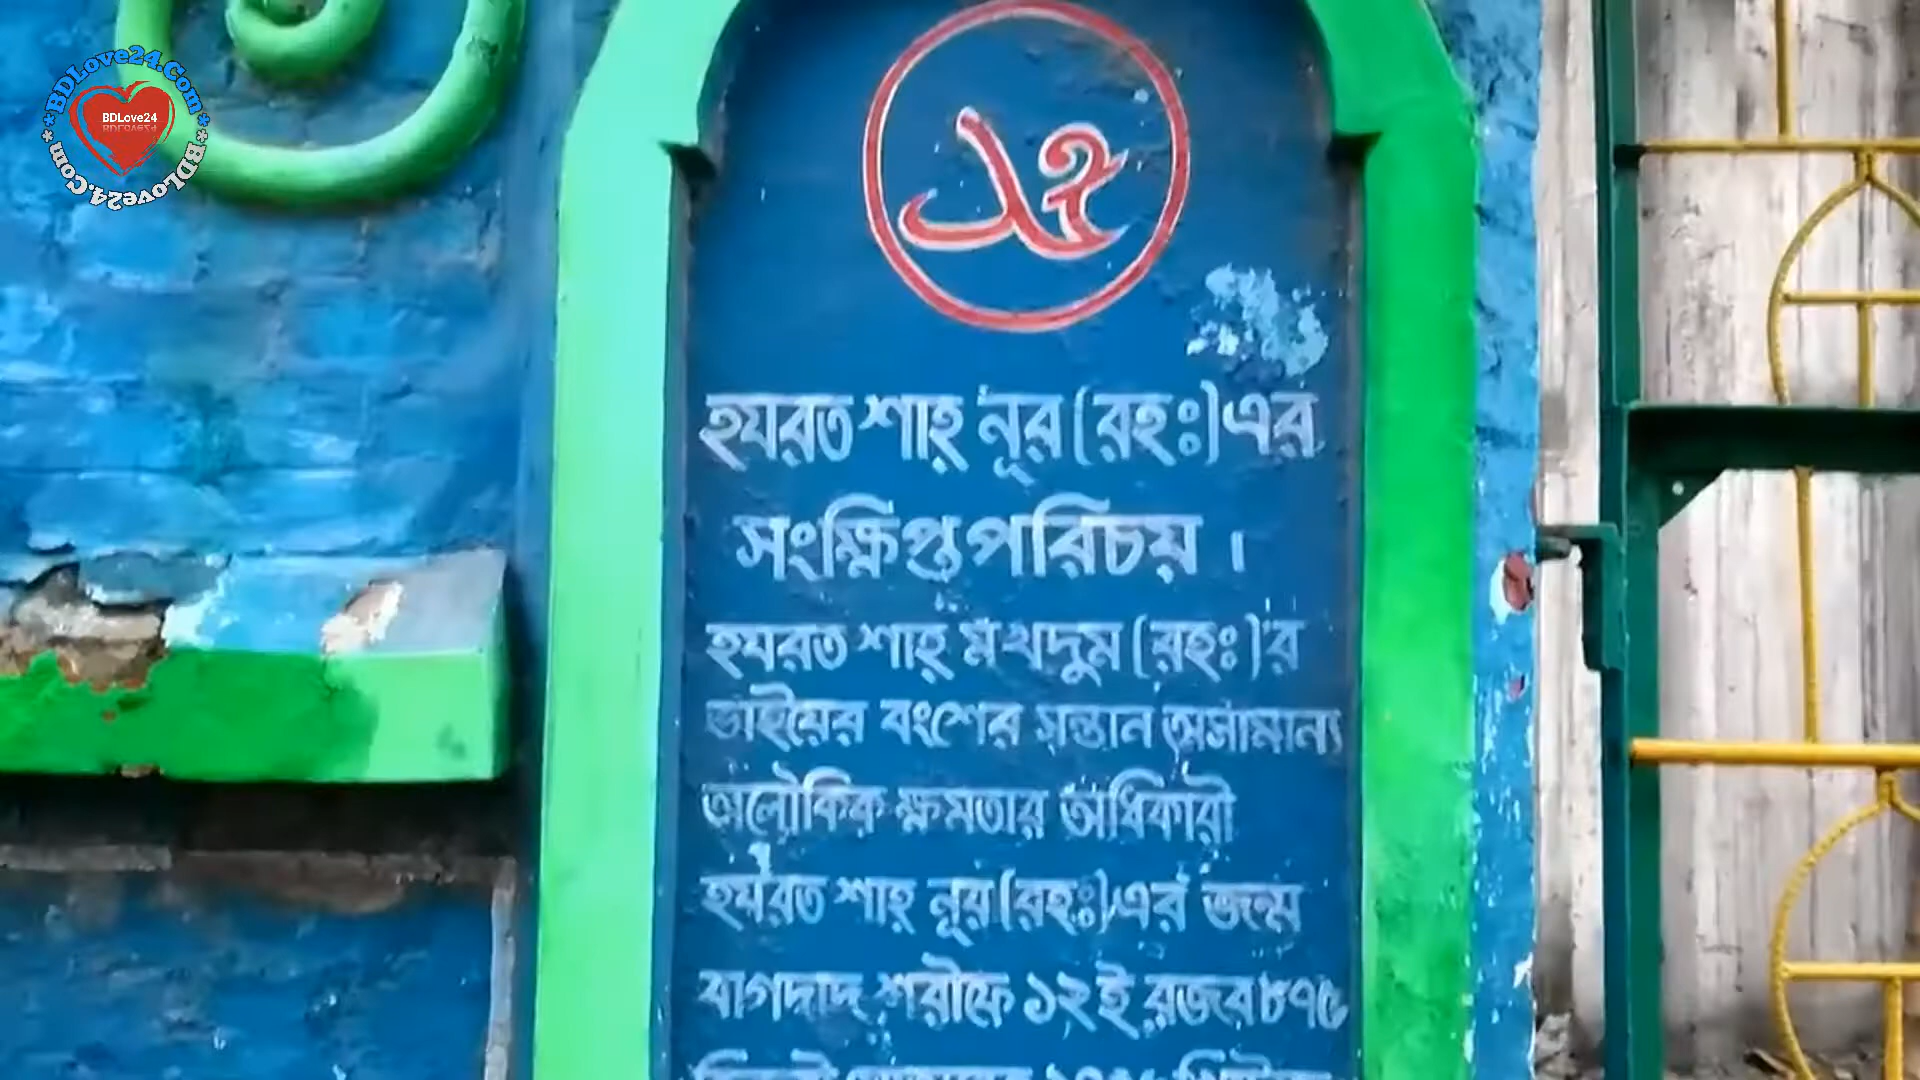 BDLove24.Com
BDLove24
BDLove24.Com
৭৮৬
হযরত শাহ্ নূর (রহঃ) এর
সংক্ষিপ্ত পরিচয় ।
হযরত শাহ্ মখদুম (রহঃ)'র
ভাইয়ের বংশের সন্তান অসামান্য
অলৌকিক ক্ষমতার অধিকারী
হযরত শাহ্ নূর (রহঃ) এর জন্ম
বাগদাদ শরীফে ১২ই রজব ৮৭৫